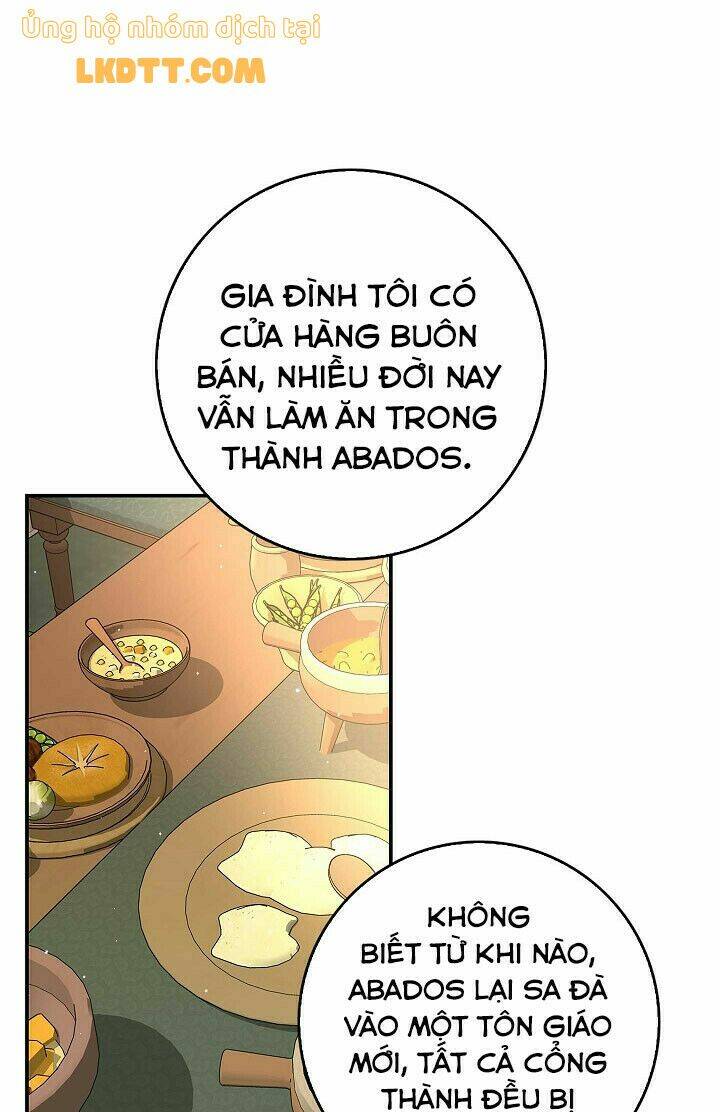 Ủng hộ nhóm dịch tại
LKDTT.COM
GIA ĐÌNH TÔI CÓ
CỬA HÀNG BUÔN
BÁN, NHIỀU ĐỜI NAY
VẪN LÀM ĂN TRONG
THÀNH ABADOS.
KHÔNG
BIẾT TỪ KHI NÀO,
ABADOS LẠI SA ĐÀ
VÀO MỘT TÔN GIÁO
MỚI, TẤT CẢ CỔNG
THÀNH ĐỀU BỊ